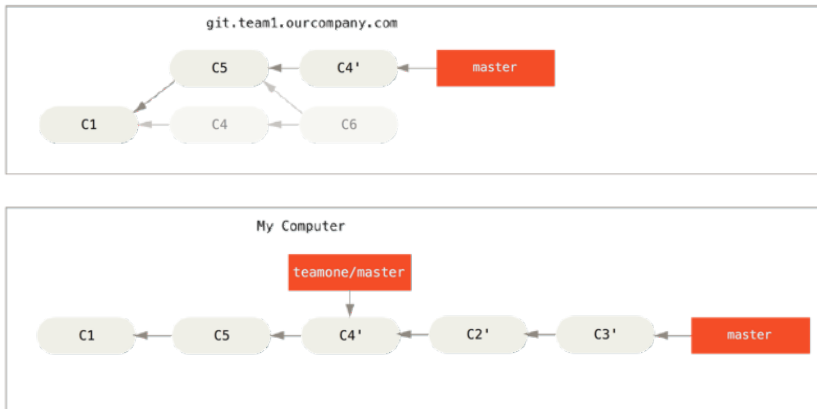 git.team1.ourcompany.com
C5 C4' master
C1 C4 C6
My Computer
teamone/master
C1 C5 C4' C2' C3' master